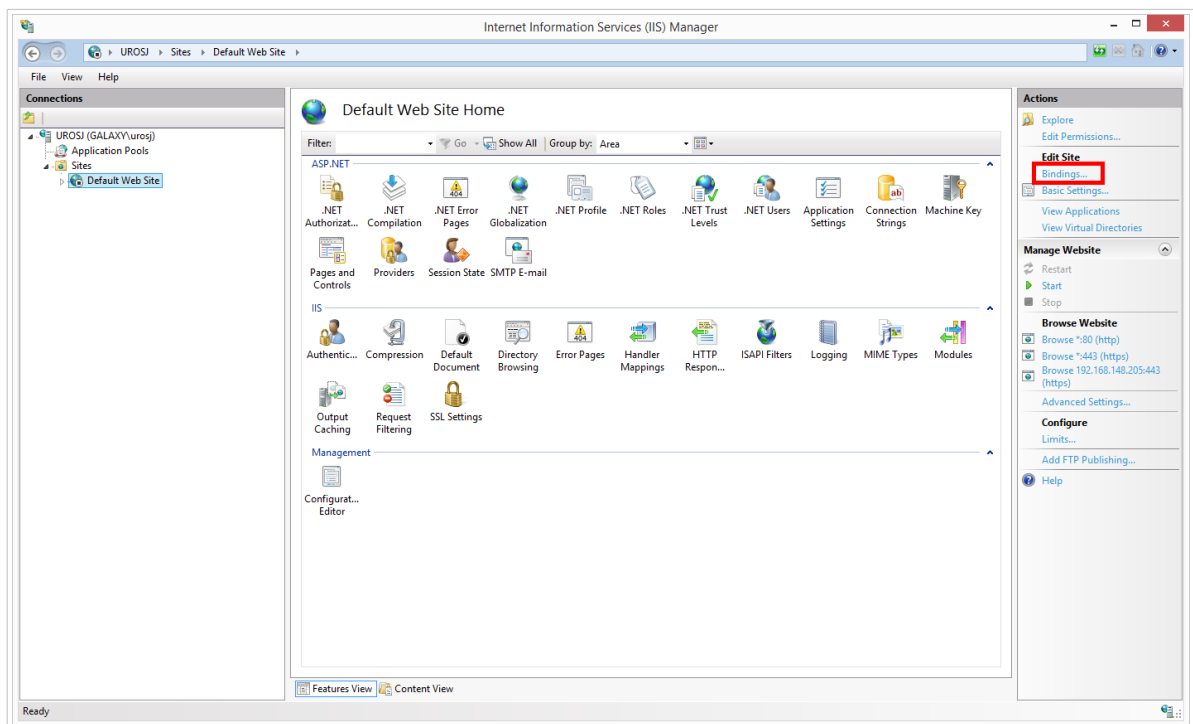 Internet Information Services (IIS) Manager
UROSJ Sites Default Web Site
File View Help
Connections
UROSJ (GALAXY\urosj)
Application Pools
Sites
Default Web Site
Default Web Site Home
Filter: Go Show All Group by: Area
ASP.NET
.NET Authorizat...
.NET Compilation
.NET Error Pages
.NET Globalization
.NET Profile
.NET Roles
.NET Trust Levels
.NET Users
Application Settings
Connection Strings
Machine Key
Pages and Controls
Providers
Session State
SMTP E-mail
IIS
Authentic...
Compression
Default Document
Directory Browsing
Error Pages
Handler Mappings
HTTP Respon...
ISAPI Filters
Logging
MIME Types
Modules
Output Caching
Request Filtering
SSL Settings
Management
Configurat... Editor
Features View Content View
Ready
Actions
Explore
Edit Permissions...
Edit Site
Bindings...
Basic Settings...
View Applications
View Virtual Directories
Manage Website
Restart
Start
Stop
Browse Website
Browse *:80 (http)
Browse *:443 (https)
Browse 192.168.148.205:443
(https)
Advanced Settings...
Configure
Limits...
Add FTP Publishing...
Help